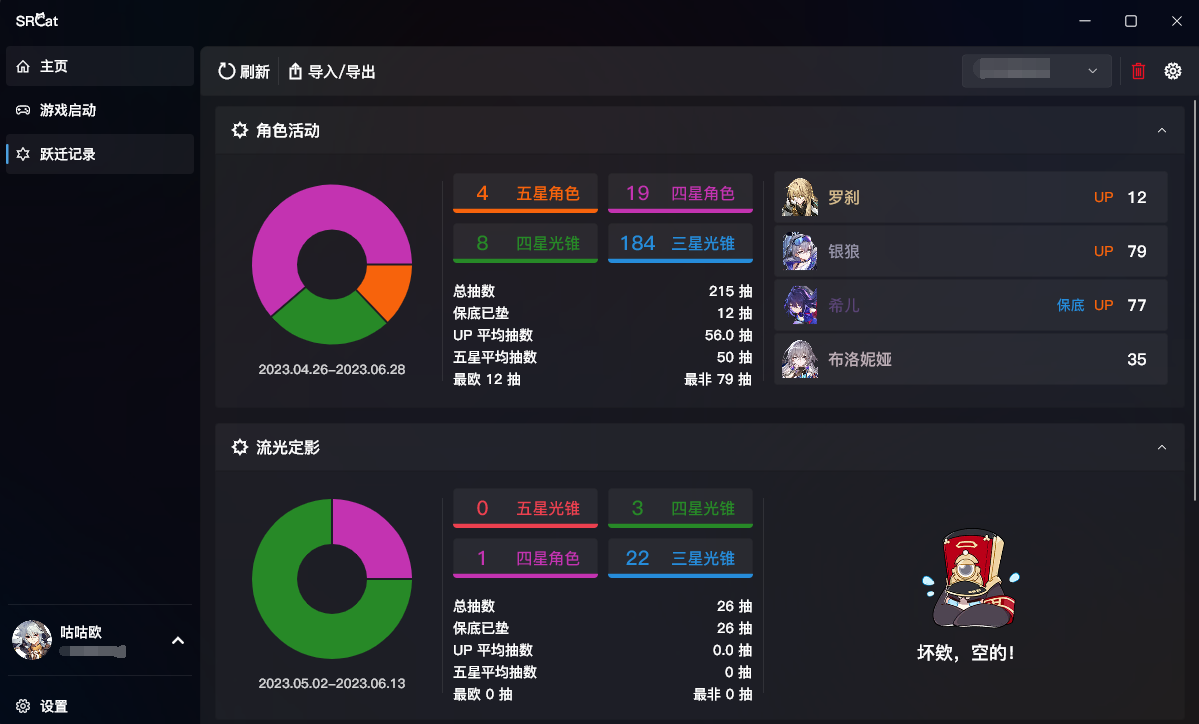 SRCat
主页
游戏启动
跃迁记录
咕咕欧
设置
刷新 导入/导出
角色活动
2023.04.26-2023.06.28
4 五星角色 19 四星角色
8 四星光锥 184 三星光锥
总抽数 215 抽
保底已垫 12 抽
UP 平均抽数 56.0 抽
五星平均抽数 50 抽
最欧 12 抽 最非 79 抽
罗刹 UP 12
银狼 UP 79
希儿 保底 UP 77
布洛妮娅 35
流光定影
2023.05.02-2023.06.13
0 五星光锥 3 四星光锥
1 四星角色 22 三星光锥
总抽数 26 抽
保底已垫 26 抽
UP 平均抽数 0.0 抽
五星平均抽数 0 抽
最欧 0 抽 最非 0 抽
坏欸，空的！